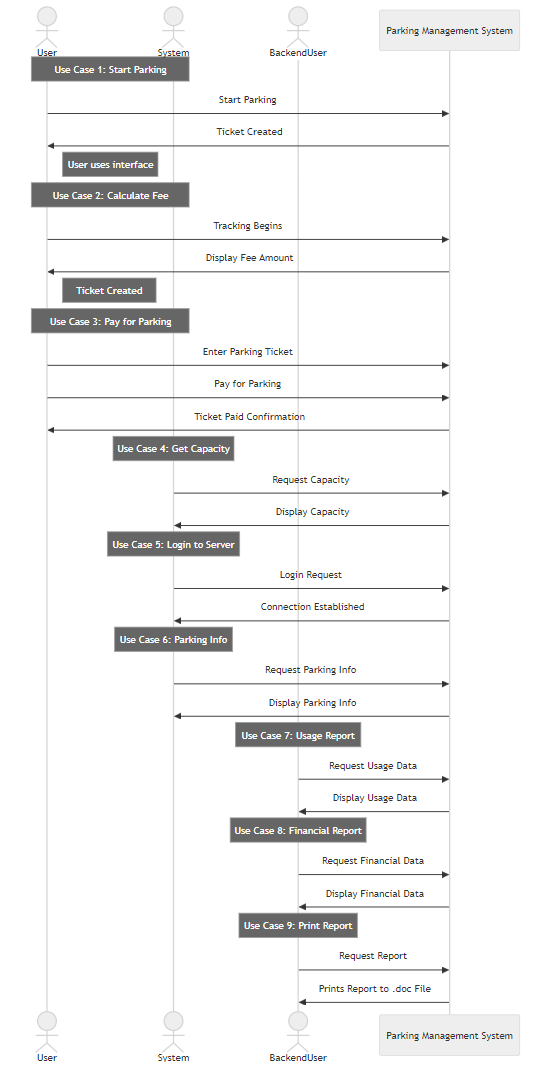 User
System
BackendUser
Parking Management System
Use Case 1: Start Parking
Start Parking
Ticket Created
User uses interface
Use Case 2: Calculate Fee
Tracking Begins
Display Fee Amount
Ticket Created
Use Case 3: Pay for Parking
Enter Parking Ticket
Pay for Parking
Ticket Paid Confirmation
Use Case 4: Get Capacity
Request Capacity
Display Capacity
Use Case 5: Login to Server
Login Request
Connection Established
Use Case 6: Parking Info
Request Parking Info
Display Parking Info
Use Case 7: Usage Report
Request Usage Data
Display Usage Data
Use Case 8: Financial Report
Request Financial Data
Display Financial Data
Use Case 9: Print Report
Request Report
Prints Report to .doc File
User
System
BackendUser
Parking Management System